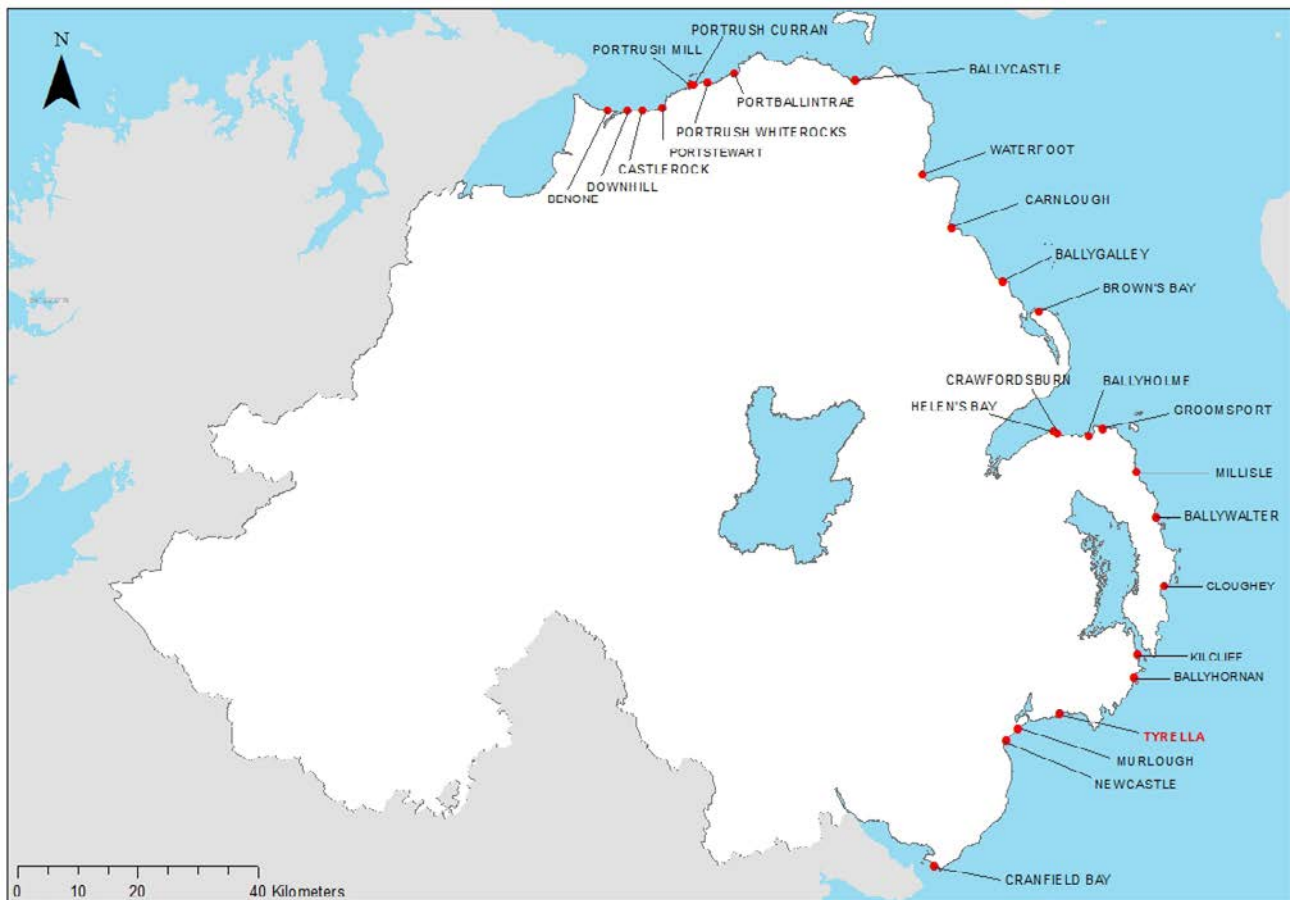 N
PORTRUSH CURRAN
PORTRUSH MILL
BALLYCASTLE
PORTBALLINTRAE
PORTRUSH WHITEROCKS
PORTSTEWART
CASTLEROCK
DOWNHILL
BENONE
WATERFOOT
CARNLOUGH
BALLYGALLEY
BROWN'S BAY
CRAWFORDSBURN
BALLYHOLME
HELEN'S BAY
GROOMSPORT
MILLISLE
BALLYWALTER
CLOUGHEY
KILCLIEF
BALLYHORNAN
TYRELLA
MURLOUGH
NEWCASTLE
CRANFIELD BAY
0 10 20 40 Kilometers